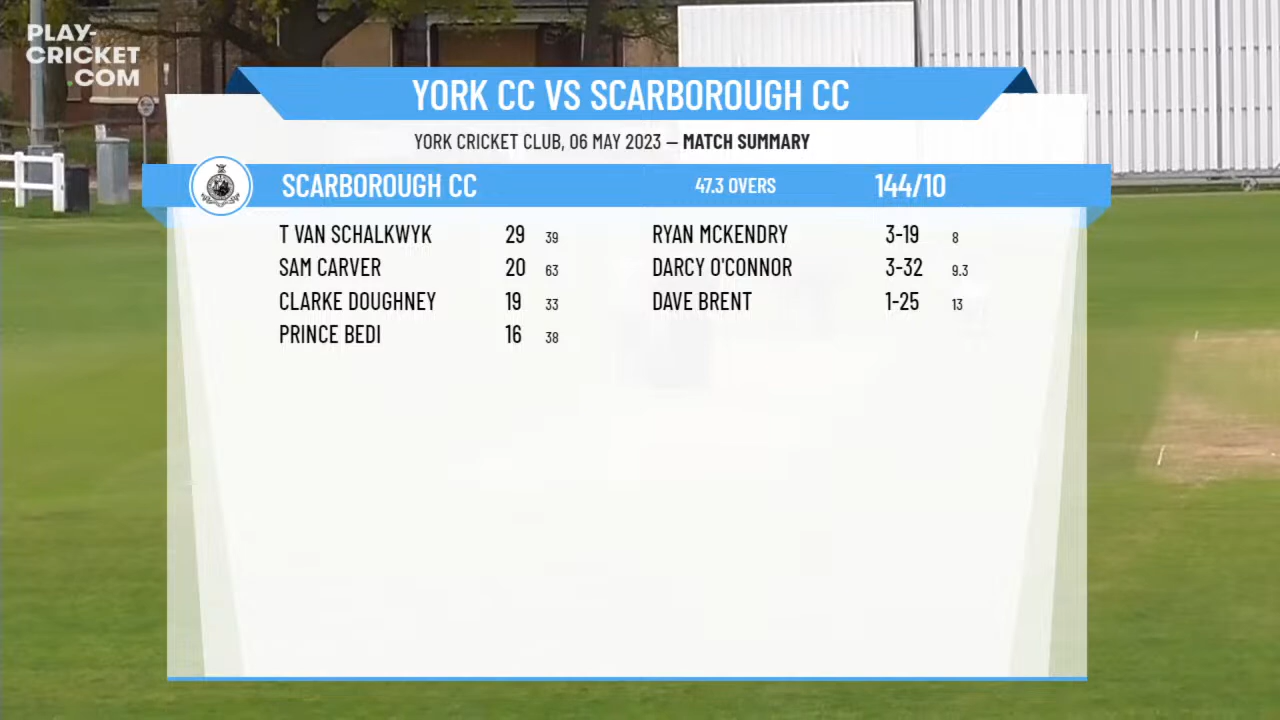 PLAY-
CRICKET
.COM
YORK CC VS SCARBOROUGH CC
YORK CRICKET CLUB, 06 MAY 2023 – MATCH SUMMARY
SCARBOROUGH CC 47.3 OVERS 144/10
T VAN SCHALKWYK 29 39 RYAN MCKENDRY 3-19 8
SAM CARVER 20 63 DARCY O'CONNOR 3-32 9.3
CLARKE DOUGHNEY 19 33 DAVE BRENT 1-25 13
PRINCE BEDI 16 38